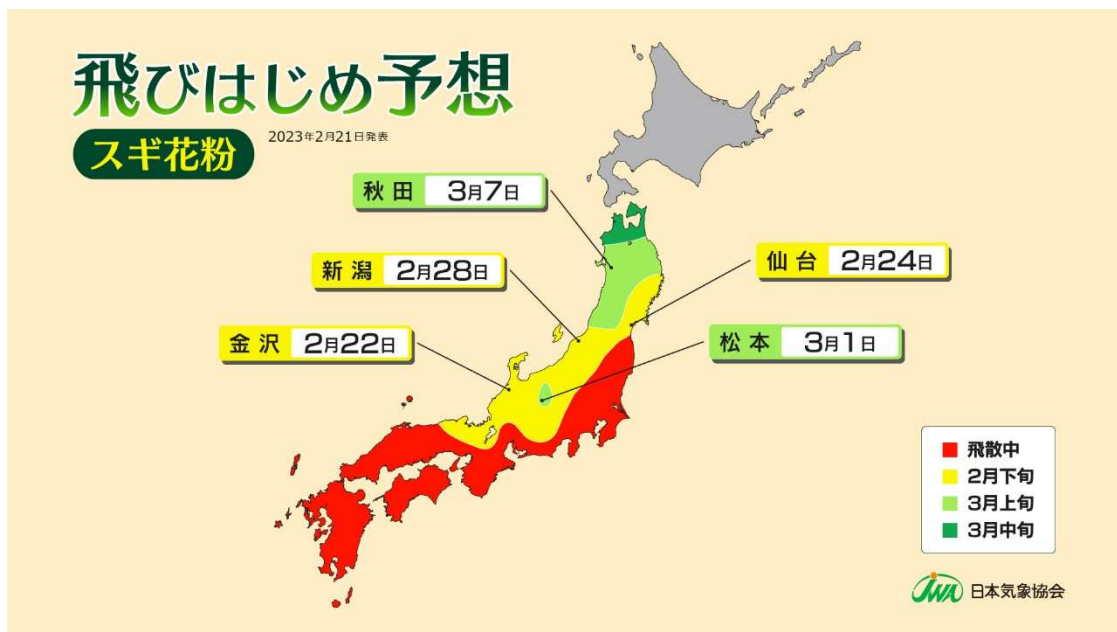 飛びはじめ予想
スギ花粉
2023年2月21日発表
秋田 3月7日
新潟 2月28日
仙台 2月24日
金沢 2月22日
松本 3月1日
飛散中
2月下旬
3月上旬
3月中旬
JWA 日本気象協会